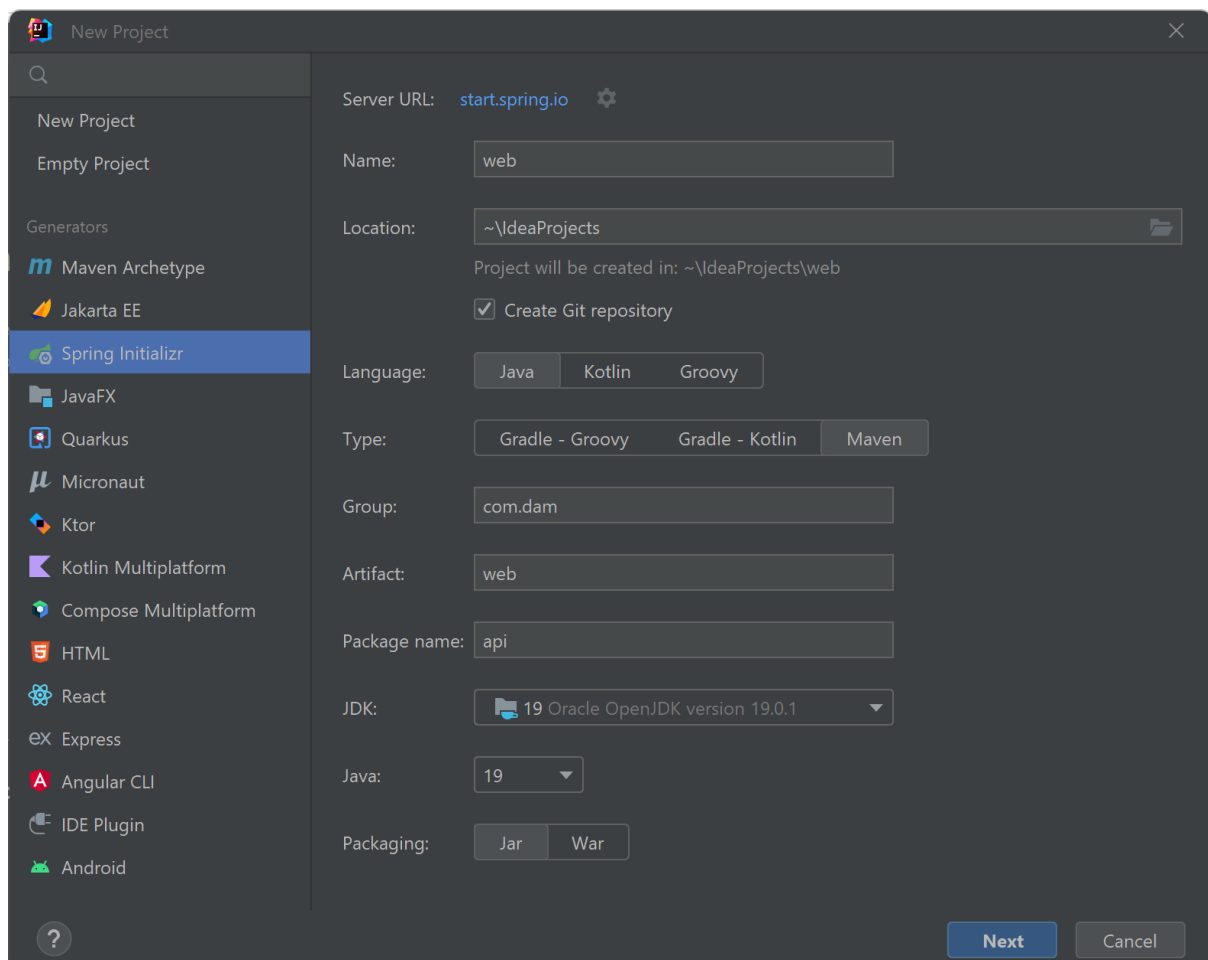 New Project
New Project
Empty Project
Generators
Maven Archetype
Jakarta EE
Spring Initializr
JavaFX
Quarkus
Micronaut
Ktor
Kotlin Multiplatform
Compose Multiplatform
HTML
React
Express
Angular CLI
IDE Plugin
Android
Server URL: start.spring.io
Name: web
Location: ~\IdeaProjects
Project will be created in: ~\IdeaProjects\web
Create Git repository
Language: Java Kotlin Groovy
Type: Gradle - Groovy Gradle - Kotlin Maven
Group: com.dam
Artifact: web
Package name: api
JDK: 19 Oracle OpenJDK version 19.0.1
Java: 19
Packaging: Jar War
? Next Cancel